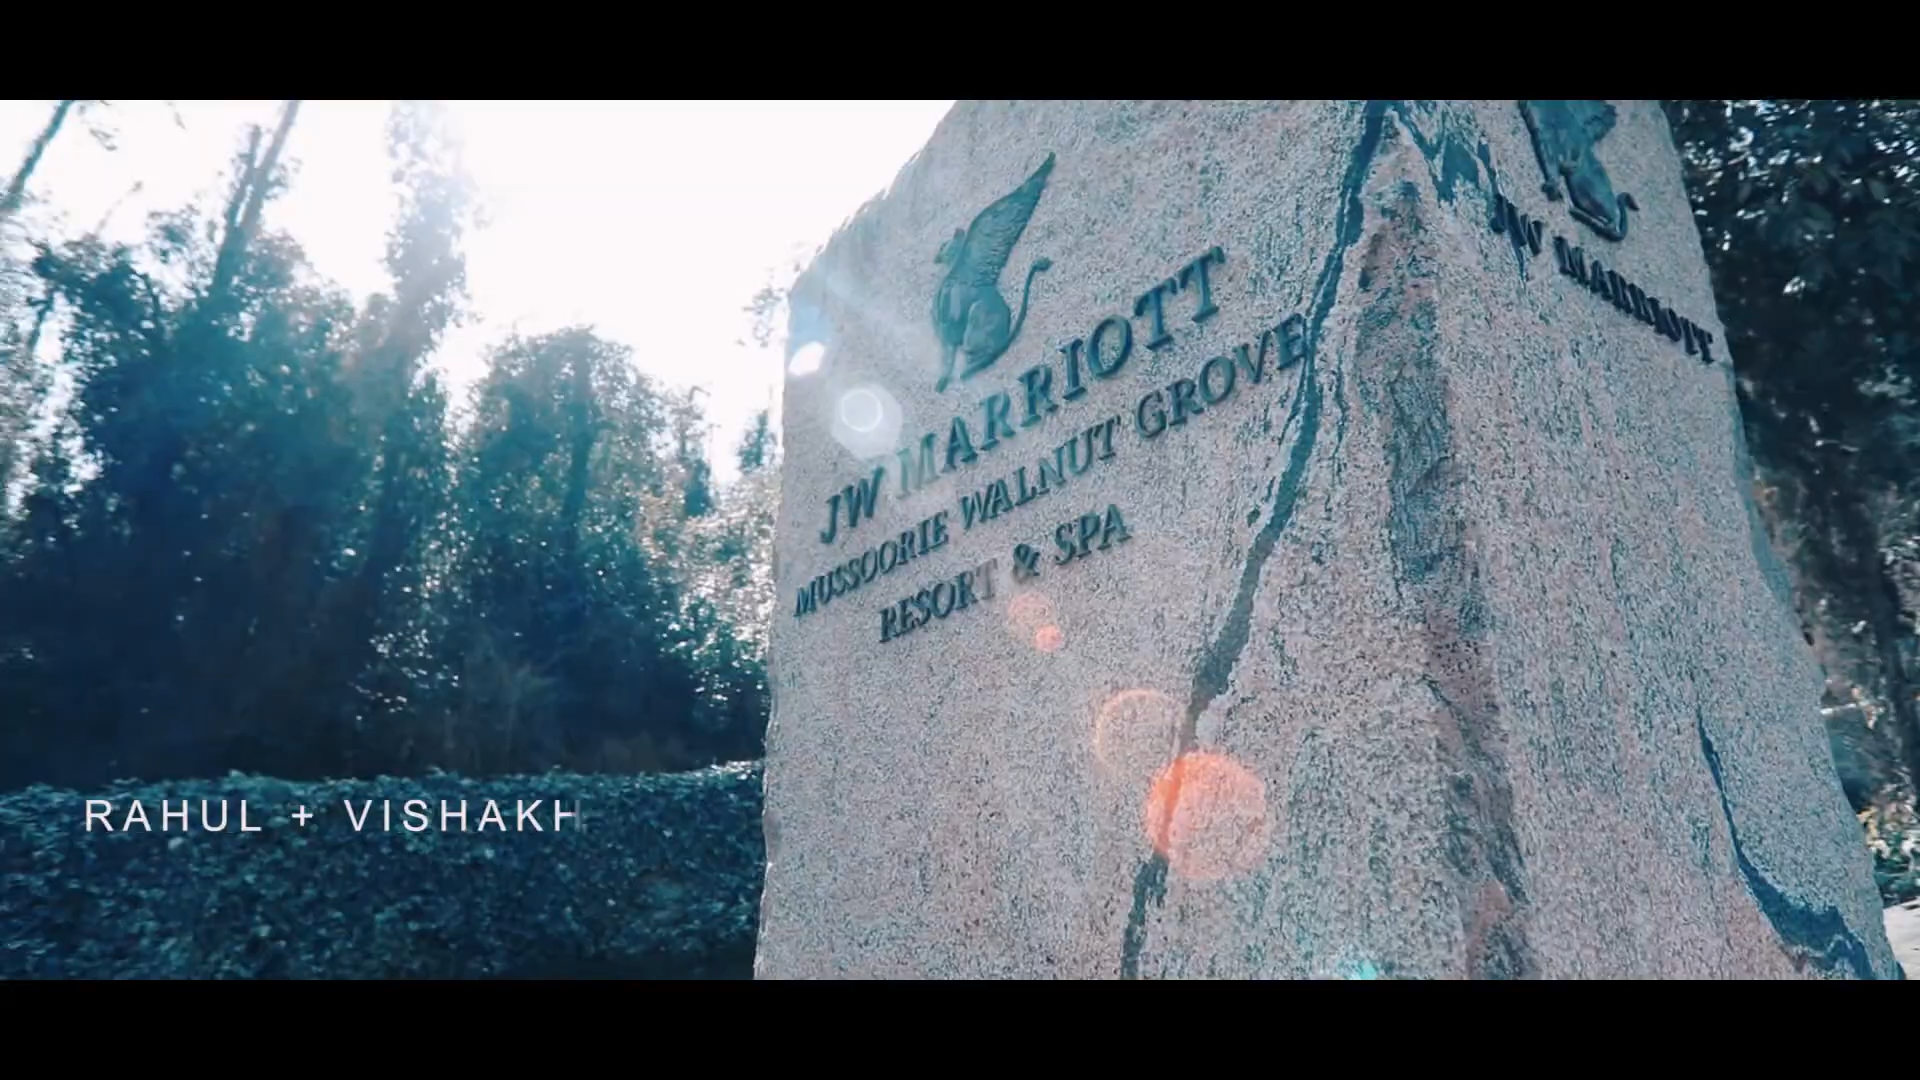 JW MARRIOTT
MUSSOORIE WALNUT GROVE
RESORT & SPA
JW MARRIOTT
RAHUL + VISHAKH